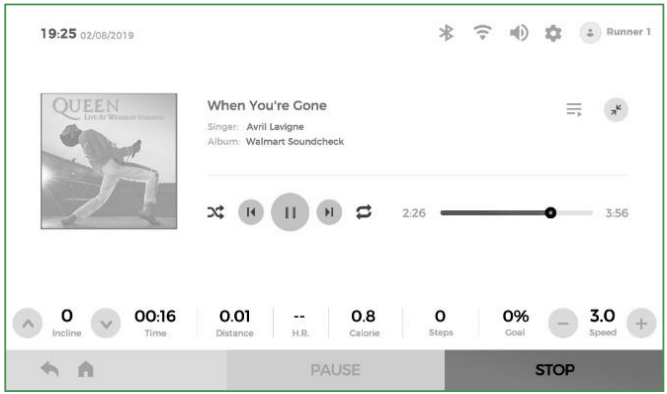 19:25 02/08/2019
Runner 1
QUEEN
LIVE AT WEMBLEY STADIUM
When You're Gone
Singer: Avril Lavigne
Album: Walmart Soundcheck
2:26
3:56
0 00:16 0.01 -- 0.8 0 0% 3.0
Incline Time Distance H.R. Calorie Steps Goal Speed
PAUSE STOP